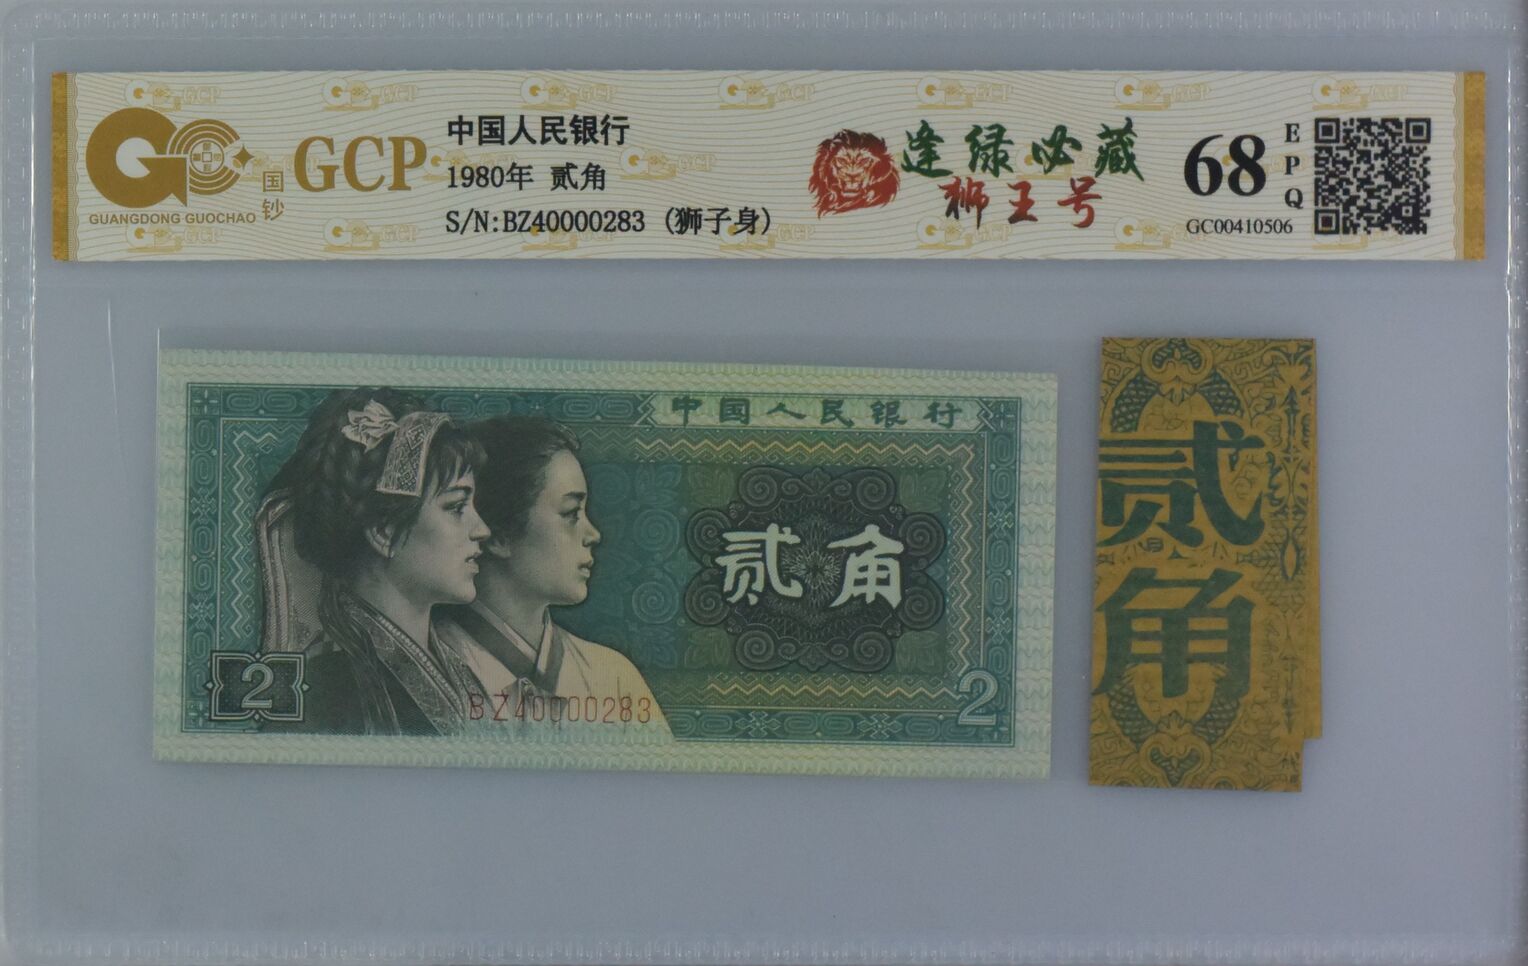 GUANGDONG GUOCHAO
国钞
GCP
中国人民银行
1980年 贰角
S/N:BZ40000283 (狮子身)
逢绿必藏
狮王号
68
EPQ
GC00410506
中国人民银行
贰角
2
2
BZ40000283
贰角